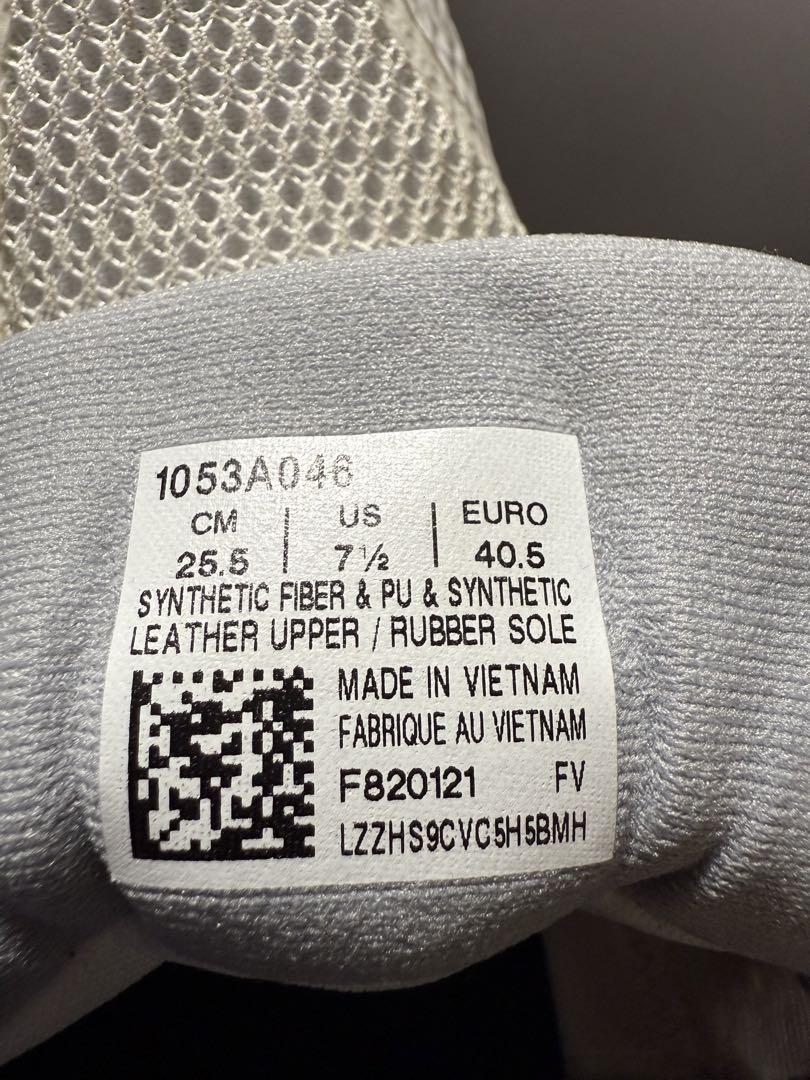 1053A046
CM | US | EURO
25.5 | 7½ | 40.5
SYNTHETIC FIBER & PU & SYNTHETIC
LEATHER UPPER / RUBBER SOLE
MADE IN VIETNAM
FABRIQUE AU VIETNAM
F820121 FV
LZZHS9CVC5H5BMH